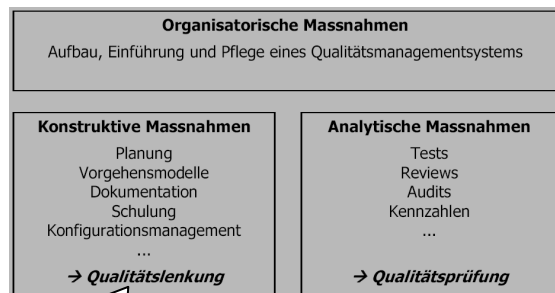 Organisatorische Massnahmen
Aufbau, Einführung und Pflege eines Qualitätsmanagementsystems
Konstruktive Massnahmen
Planung
Vorgehensmodelle
Dokumentation
Schulung
Konfigurationsmanagement
...
→ Qualitätslenkung
Analytische Massnahmen
Tests
Reviews
Audits
Kennzahlen
...
→ Qualitätsprüfung